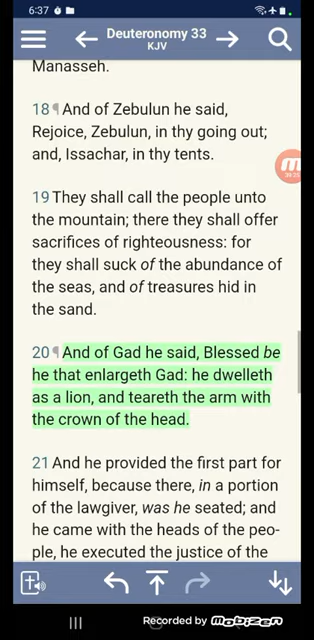 6:37
Deuteronomy 33
KJV
Manasseh.
18 ¶ And of Zebulun he said,
Rejoice, Zebulun, in thy going out;
and, Issachar, in thy tents.
19 They shall call the people unto
the mountain; there they shall offer
sacrifices of righteousness: for
they shall suck of the abundance of
the seas, and of treasures hid in
the sand.
20 ¶ And of Gad he said, Blessed be
he that enlargeth Gad: he dwelleth
as a lion, and teareth the arm with
the crown of the head.
21 And he provided the first part for
himself, because there, in a portion
of the lawgiver, was he seated; and
he came with the heads of the peo-
ple, he executed the justice of the
Recorded by Mobizen